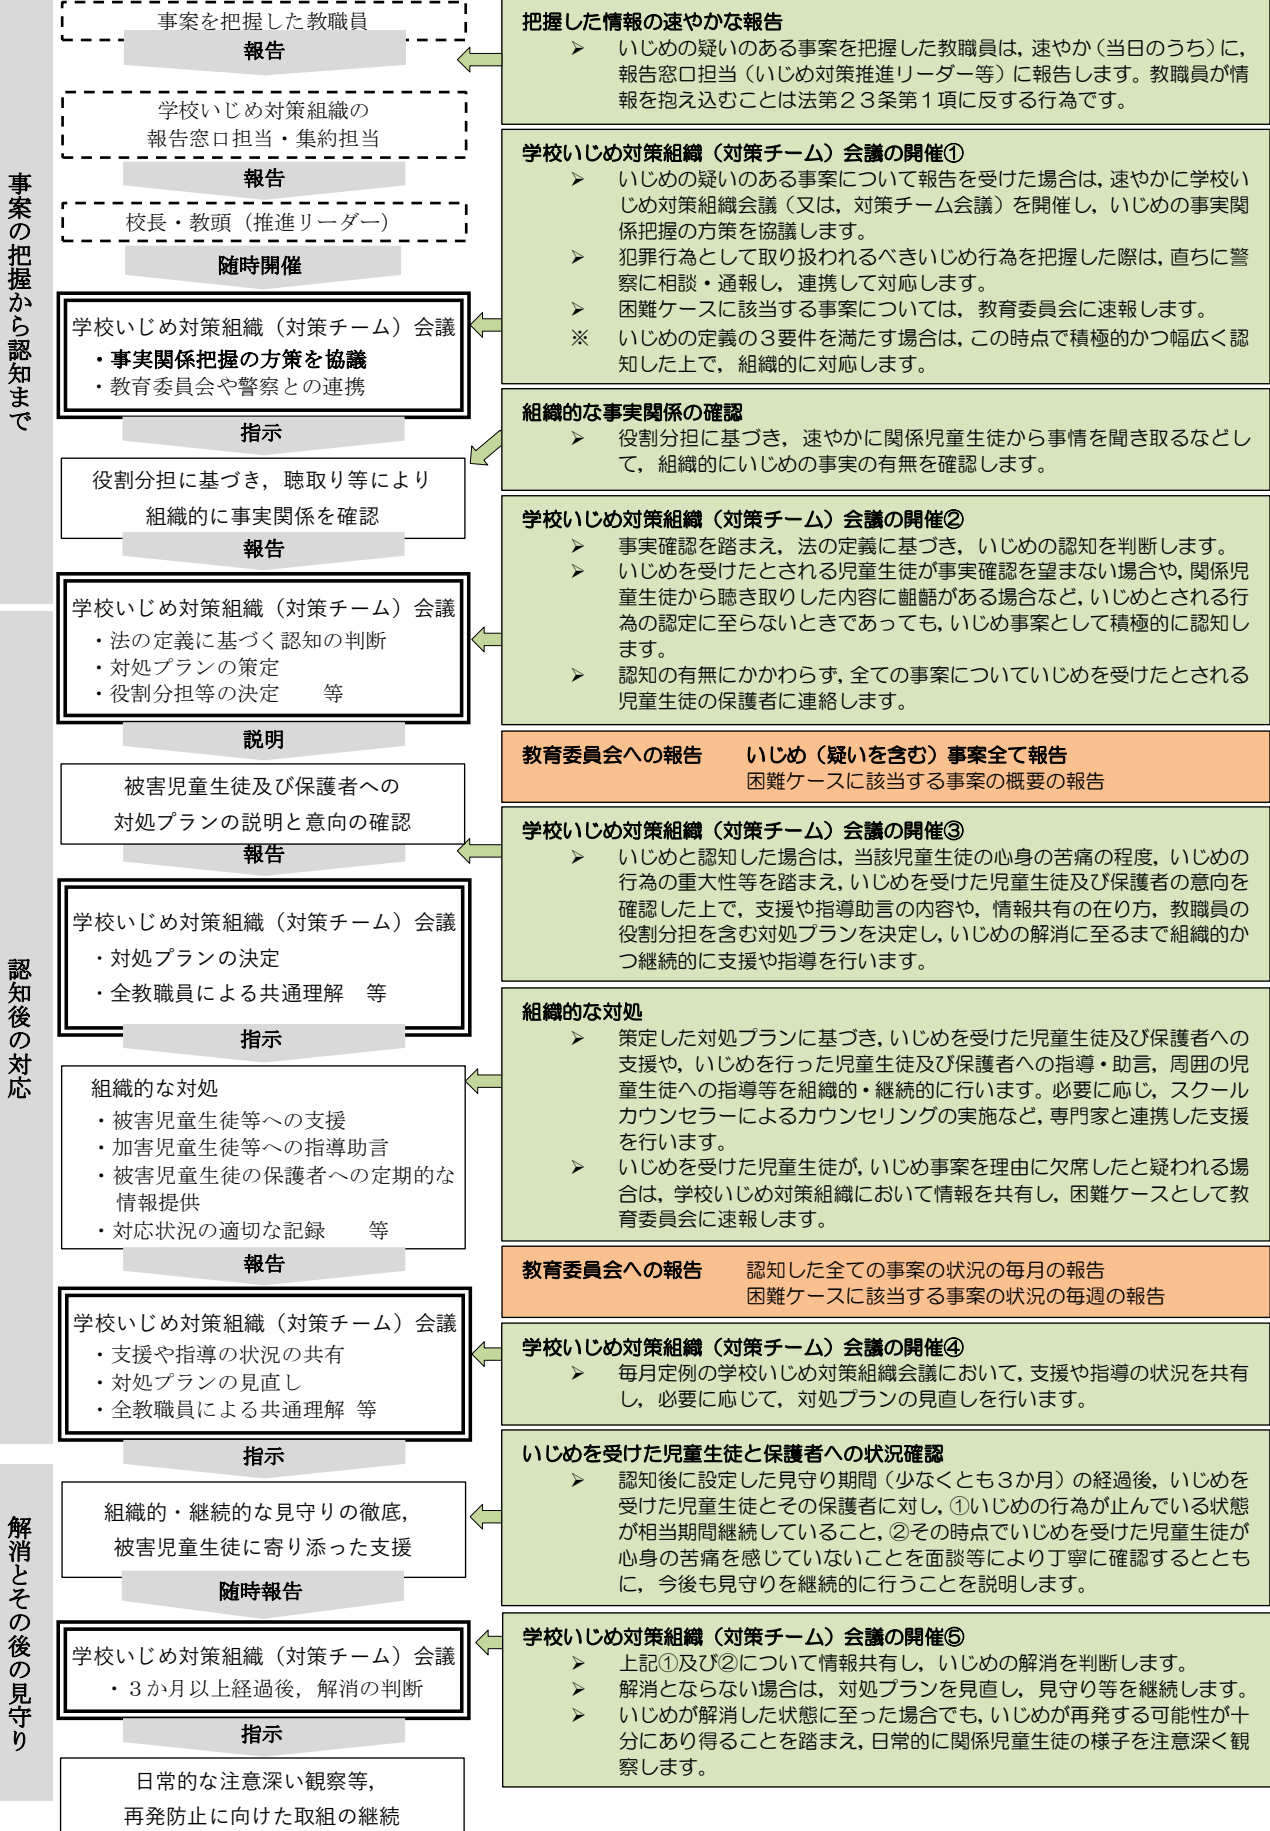 事案の把握から認知まで
事案を把握した教職員
報告
学校いじめ対策組織の
報告窓口担当・集約担当
報告
校長・教頭（推進リーダー）
随時開催
学校いじめ対策組織（対策チーム）会議
・事実関係把握の方策を協議
・教育委員会や警察との連携
指示
役割分担に基づき，聴取り等により
組織的に事実関係を確認
報告
学校いじめ対策組織（対策チーム）会議
・法の定義に基づく認知の判断
・対処プランの策定
・役割分担等の決定　　等
説明
認知後の対応
被害児童生徒及び保護者への
対処プランの説明と意向の確認
報告
学校いじめ対策組織（対策チーム）会議
・対処プランの決定
・全教職員による共通理解　等
指示
組織的な対処
・被害児童生徒等への支援
・加害児童生徒等への指導助言
・被害児童生徒の保護者への定期的な
情報提供
・対応状況の適切な記録　　等
報告
学校いじめ対策組織（対策チーム）会議
・支援や指導の状況の共有
・対処プランの見直し
・全教職員による共通理解 等
指示
解消とその後の見守り
組織的・継続的な見守りの徹底，
被害児童生徒に寄り添った支援
随時報告
学校いじめ対策組織（対策チーム）会議
・３か月以上経過後，解消の判断
指示
日常的な注意深い観察等，
再発防止に向けた取組の継続
把握した情報の速やかな報告
➢　いじめの疑いのある事案を把握した教職員は，速やか（当日のうち）に，
報告窓口担当（いじめ対策推進リーダー等）に報告します。教職員が情
報を抱え込むことは法第２３条第１項に反する行為です。
学校いじめ対策組織（対策チーム）会議の開催①
➢　いじめの疑いのある事案について報告を受けた場合は，速やかに学校い
じめ対策組織会議（又は，対策チーム会議）を開催し，いじめの事実関
係把握の方策を協議します。
➢　犯罪行為として取り扱われるべきいじめ行為を把握した際は，直ちに警
察に相談・通報し，連携して対応します。
➢　困難ケースに該当する事案については，教育委員会に速報します。
※　いじめの定義の３要件を満たす場合は，この時点で積極的かつ幅広く認
知した上で，組織的に対応します。
組織的な事実関係の確認
➢　役割分担に基づき，速やかに関係児童生徒から事情を聞き取るなどし
て，組織的にいじめの事実の有無を確認します。
学校いじめ対策組織（対策チーム）会議の開催②
➢　事実確認を踏まえ，法の定義に基づき，いじめの認知を判断します。
➢　いじめを受けたとされる児童生徒が事実確認を望まない場合や，関係児
童生徒から聴き取りした内容に齟齬がある場合など，いじめとされる行
為の認定に至らないときであっても，いじめ事案として積極的に認知し
ます。
➢　認知の有無にかかわらず，全ての事案についていじめを受けたとされる
児童生徒の保護者に連絡します。
教育委員会への報告　　いじめ（疑いを含む）事案全て報告
困難ケースに該当する事案の概要の報告
学校いじめ対策組織（対策チーム）会議の開催③
➢　いじめと認知した場合は，当該児童生徒の心身の苦痛の程度，いじめの
行為の重大性等を踏まえ，いじめを受けた児童生徒及び保護者の意向を
確認した上で，支援や指導助言の内容や，情報共有の在り方，教職員の
役割分担を含む対処プランを決定し，いじめの解消に至るまで組織的か
つ継続的に支援や指導を行います。
組織的な対処
➢　策定した対処プランに基づき，いじめを受けた児童生徒及び保護者への
支援や，いじめを行った児童生徒及び保護者への指導・助言，周囲の児
童生徒への指導等を組織的・継続的に行います。必要に応じ，スクール
カウンセラーによるカウンセリングの実施など，専門家と連携した支援
を行います。
➢　いじめを受けた児童生徒が，いじめ事案を理由に欠席したと疑われる場
合は，学校いじめ対策組織において情報を共有し，困難ケースとして教
育委員会に速報します。
教育委員会への報告　　認知した全ての事案の状況の毎月の報告
困難ケースに該当する事案の状況の毎週の報告
学校いじめ対策組織（対策チーム）会議の開催④
➢　毎月定例の学校いじめ対策組織会議において，支援や指導の状況を共有
し，必要に応じて，対処プランの見直しを行います。
いじめを受けた児童生徒と保護者への状況確認
➢　認知後に設定した見守り期間（少なくとも３か月）の経過後，いじめを
受けた児童生徒とその保護者に対し，①いじめの行為が止んでいる状態
が相当期間継続していること，②その時点でいじめを受けた児童生徒が
心身の苦痛を感じていないことを面談等により丁寧に確認するととも
に，今後も見守りを継続的に行うことを説明します。
学校いじめ対策組織（対策チーム）会議の開催⑤
➢　上記①及び②について情報共有し，いじめの解消を判断します。
➢　解消とならない場合は，対処プランを見直し，見守り等を継続します。
➢　いじめが解消した状態に至った場合でも，いじめが再発する可能性が十
分にあり得ることを踏まえ，日常的に関係児童生徒の様子を注意深く観
察します。